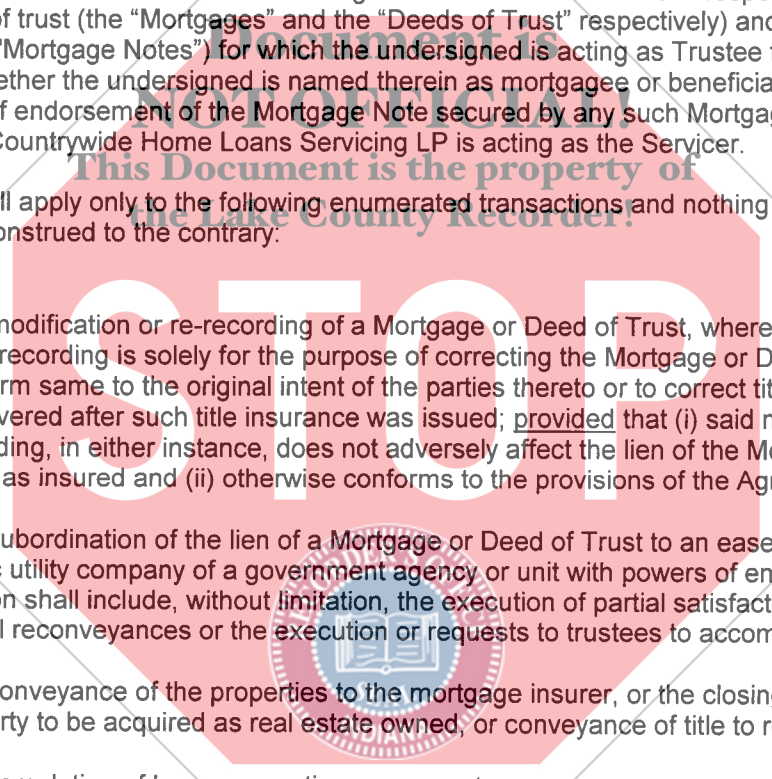 of trust (the “Mortgages” and the “Deeds of Trust” respectively) and
"Mortgage Notes") for which the undersigned is acting as Trustee
ether the undersigned is named therein as mortgagee or beneficia
f endorsement of the Mortgage Note secured by any such Mortga
Countrywide Home Loans Servicing LP is acting as the Servicer.
ll apply only to the following enumerated transactions and nothing
onstrued to the contrary:
Document is
NOT OFFICIAL!
This Document is the property of
the Lake County Recorder!
STOP
modification or re-recording of a Mortgage or Deed of Trust, where
recording is solely for the purpose of correcting the Mortgage or D
rm same to the original intent of the parties thereto or to correct tit
vered after such title insurance was issued; provided that (i) said
ding, in either instance, does not adversely affect the lien of the M
as insured and (ii) otherwise conforms to the provisions of the Agr
ubordination of the lien of a Mortgage or Deed of Trust to an ease
utility company of a government agency or unit with powers of en
on shall include, without limitation, the execution of partial satisfact
l reconveyances or the execution or requests to trustees to accom
onveyance of the properties to the mortgage insurer, or the closing
rty to be acquired as real estate owned, or conveyance of title to r
INDIANA